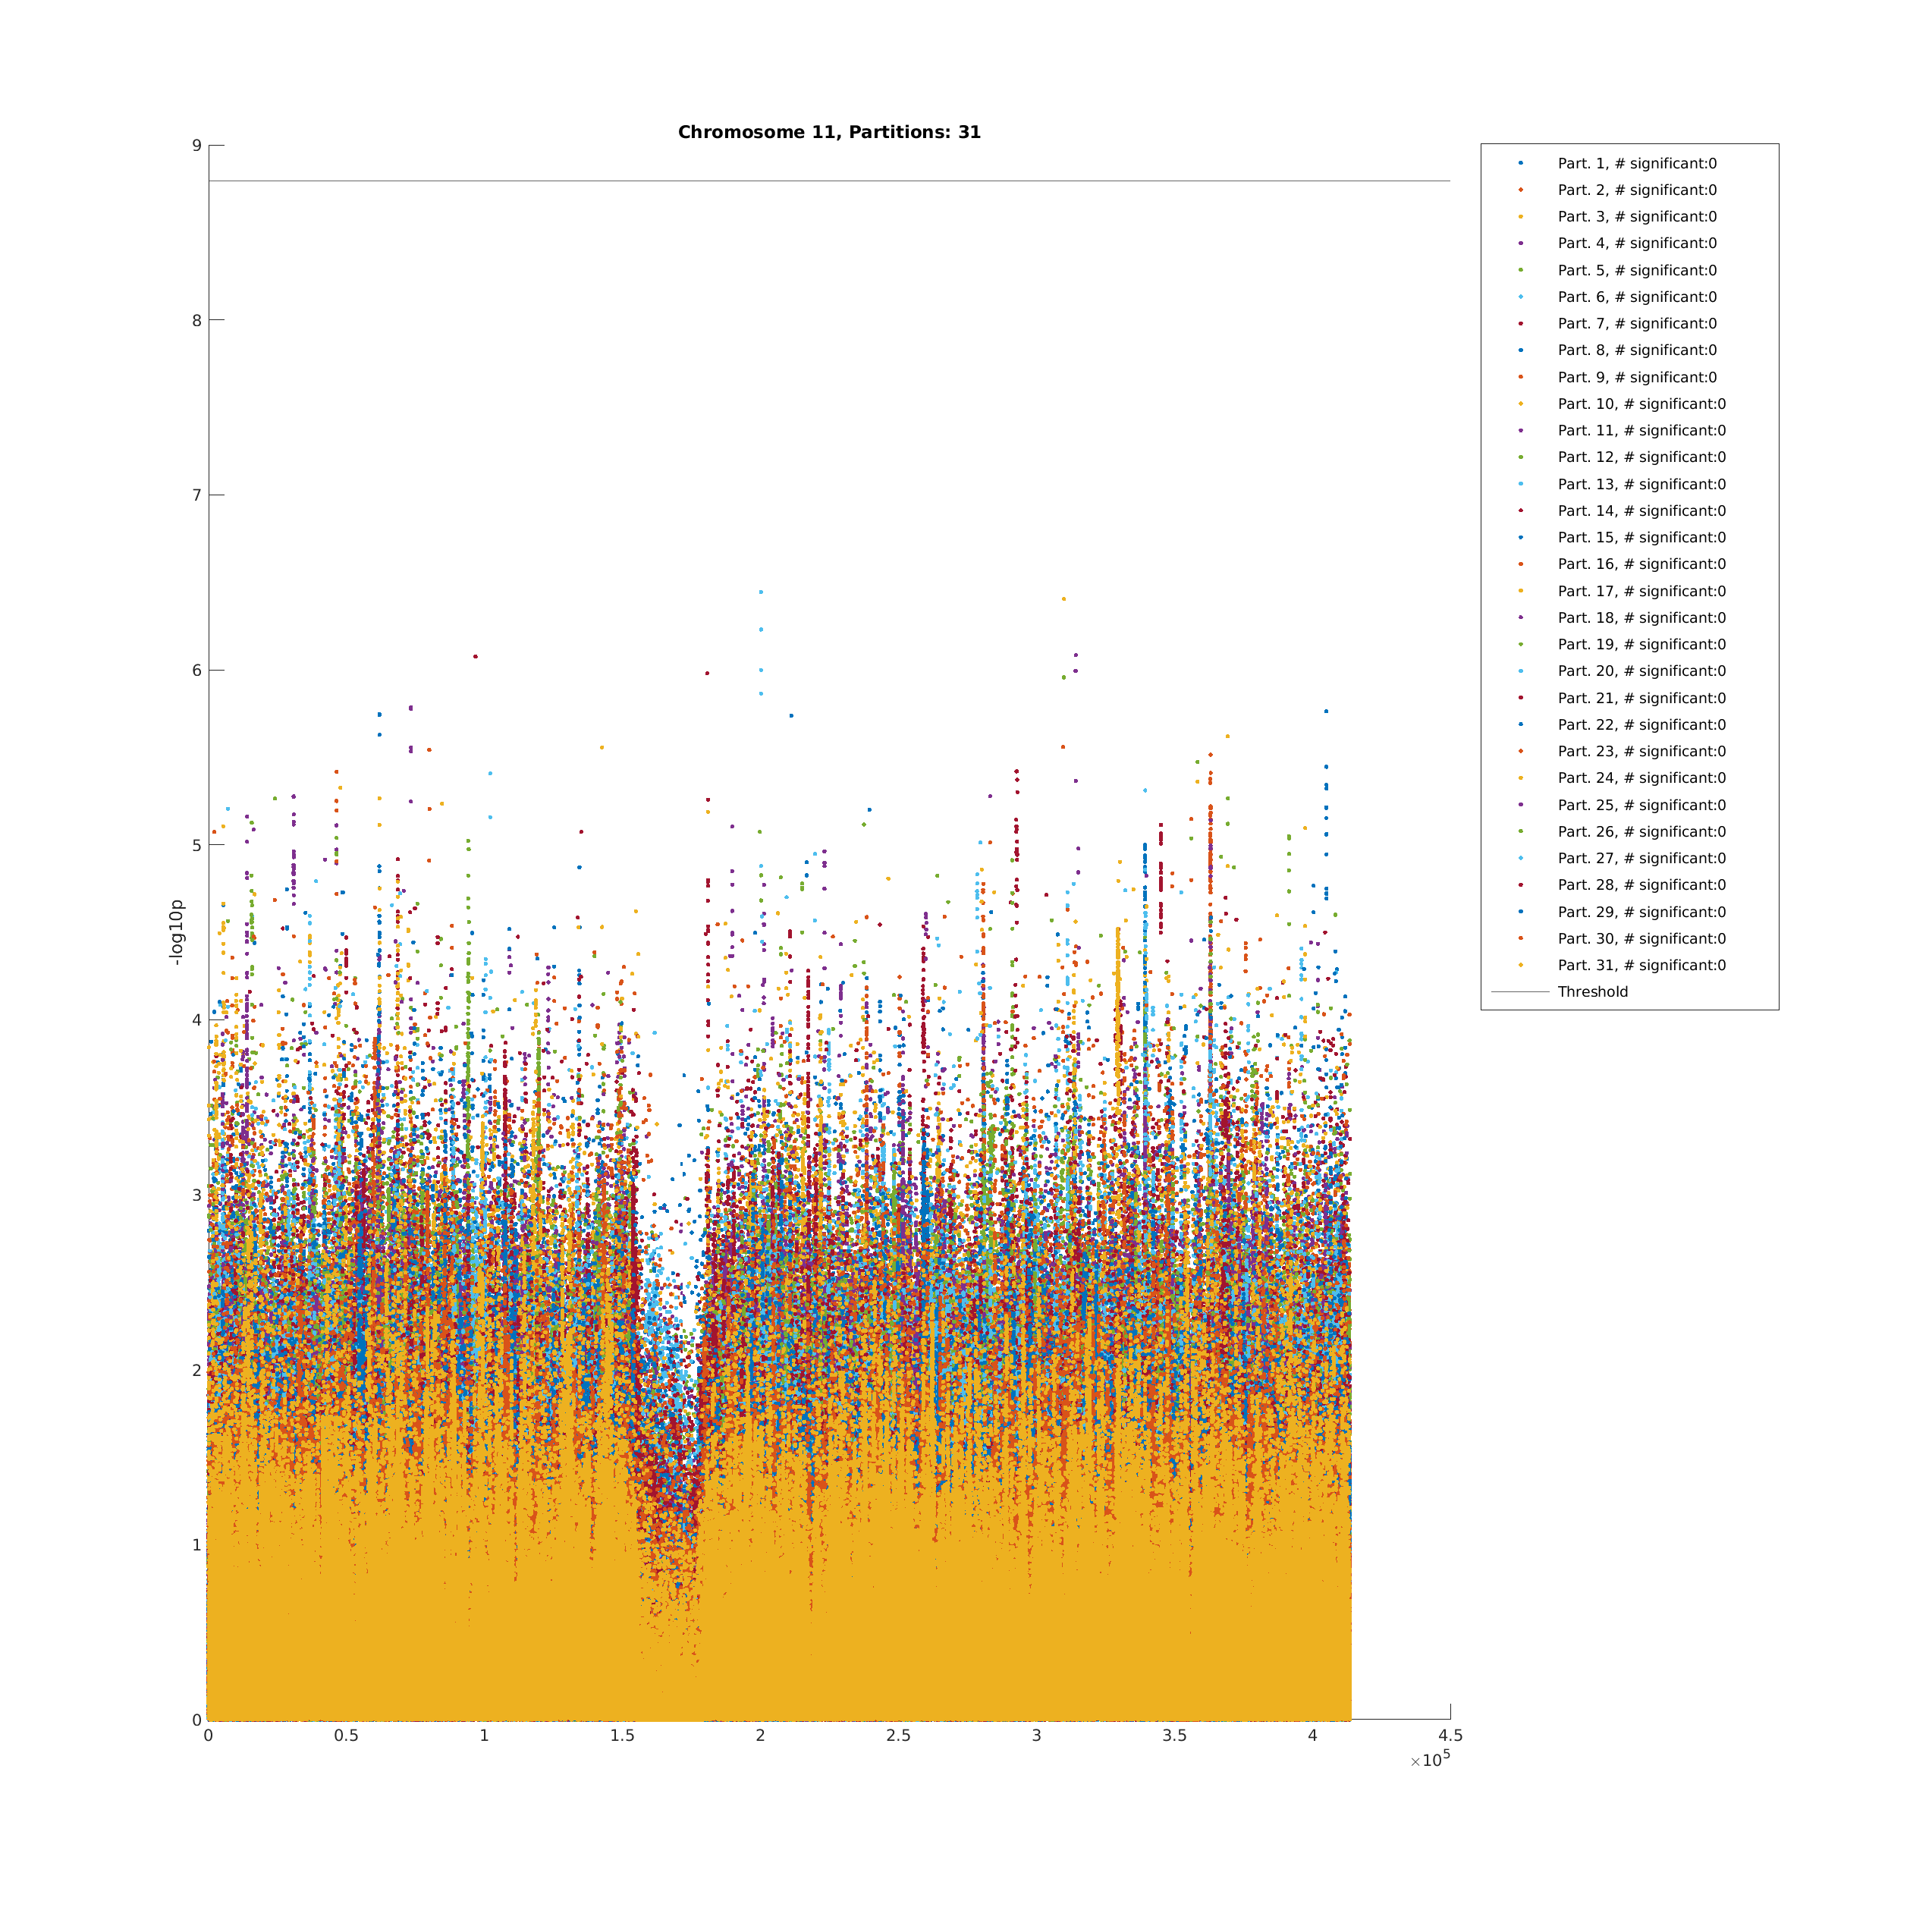 Chromosome 11, Partitions: 31
9
8
7
6
5
4
3
2
1
0
-log10p
0 0.5 1 1.5 2 2.5 3 3.5 4 4.5
×10^5
Part. 1, # significant:0
Part. 2, # significant:0
Part. 3, # significant:0
Part. 4, # significant:0
Part. 5, # significant:0
Part. 6, # significant:0
Part. 7, # significant:0
Part. 8, # significant:0
Part. 9, # significant:0
Part. 10, # significant:0
Part. 11, # significant:0
Part. 12, # significant:0
Part. 13, # significant:0
Part. 14, # significant:0
Part. 15, # significant:0
Part. 16, # significant:0
Part. 17, # significant:0
Part. 18, # significant:0
Part. 19, # significant:0
Part. 20, # significant:0
Part. 21, # significant:0
Part. 22, # significant:0
Part. 23, # significant:0
Part. 24, # significant:0
Part. 25, # significant:0
Part. 26, # significant:0
Part. 27, # significant:0
Part. 28, # significant:0
Part. 29, # significant:0
Part. 30, # significant:0
Part. 31, # significant:0
Threshold